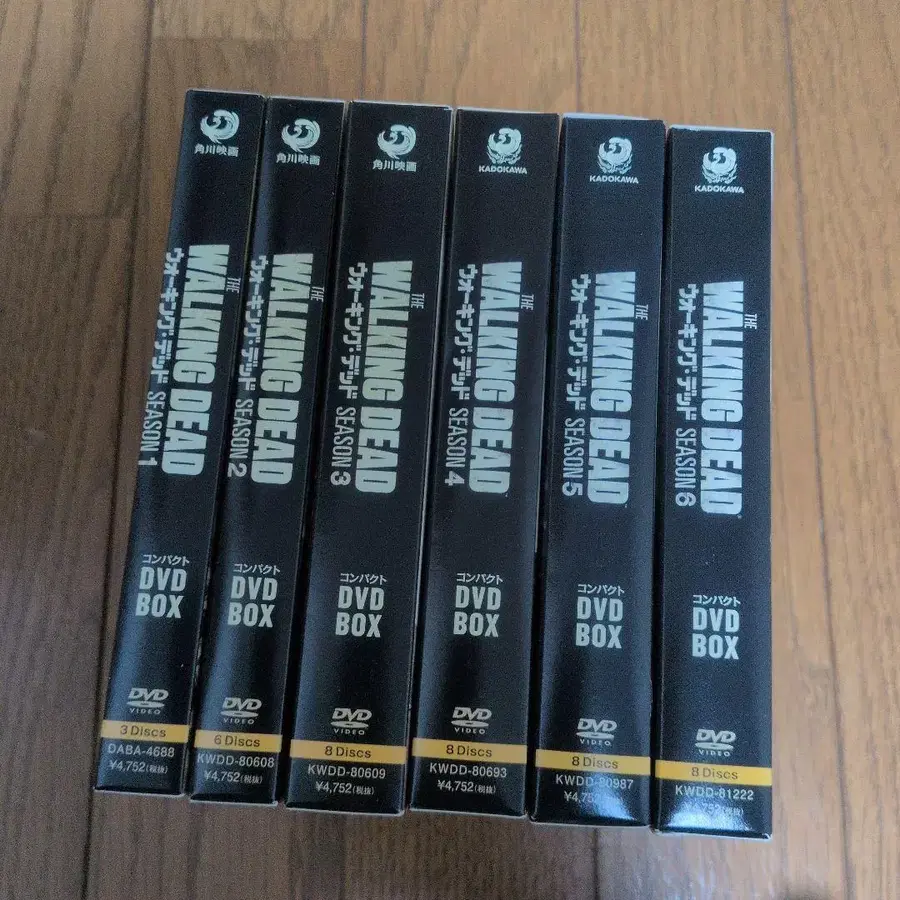 角川映画
THE
WALKING DEAD
ウォーキング・デッド SEASON 1
コンパクト
DVD
BOX
DVD
VIDEO
3 Discs
DABA-4688
¥4,752(税抜)
角川映画
THE
WALKING DEAD
ウォーキング・デッド SEASON 2
コンパクト
DVD
BOX
DVD
VIDEO
6 Discs
KWDD-80608
¥4,752(税抜)
角川映画
THE
WALKING DEAD
ウォーキング・デッド SEASON 3
コンパクト
DVD
BOX
DVD
VIDEO
8 Discs
KWDD-80609
¥4,752(税抜)
KADOKAWA
THE
WALKING DEAD
ウォーキング・デッド SEASON 4
コンパクト
DVD
BOX
DVD
VIDEO
8 Discs
KWDD-80693
¥4,752(税抜)
KADOKAWA
THE
WALKING DEAD
ウォーキング・デッド SEASON 5
コンパクト
DVD
BOX
DVD
VIDEO
8 Discs
KWDD-80987
¥4,752(税抜)
KADOKAWA
THE
WALKING DEAD
ウォーキング・デッド SEASON 6
コンパクト
DVD
BOX
DVD
VIDEO
8 Discs
KWDD-81222
¥4,752(税抜)